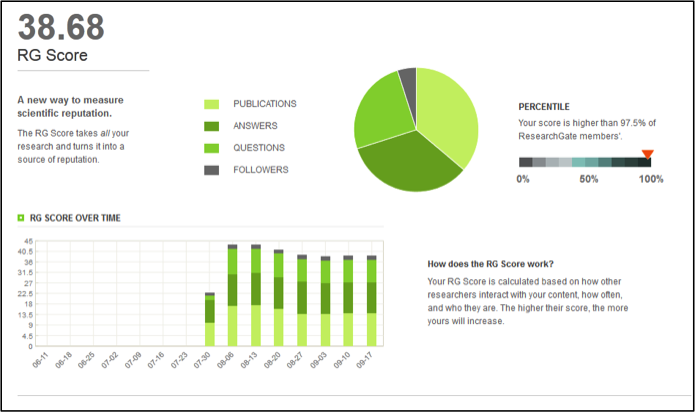 38.68
RG Score
A new way to measure
scientific reputation.
The RG Score takes all your
research and turns it into a
source of reputation.
PUBLICATIONS
ANSWERS
QUESTIONS
FOLLOWERS
PERCENTILE
Your score is higher than 97.5% of
ResearchGate members'.
0% 50% 100%
RG SCORE OVER TIME
45
40.5
36
31.5
27
22.5
18
13.5
9
4.5
0
06-11 06-18 06-25 07-02 07-09 07-16 07-23 07-30 08-06 08-13 08-20 08-27 09-03 09-10 09-17
How does the RG Score work?
Your RG Score is calculated based on how other
researchers interact with your content, how often,
and who they are. The higher their score, the more
yours will increase.